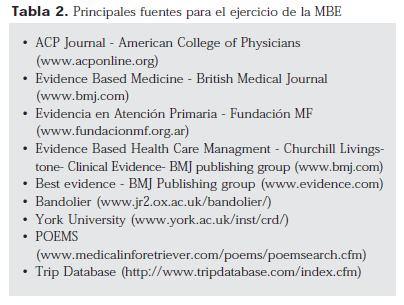 Tabla 2. Principales fuentes para el ejercicio de la MBE
• ACP Journal - American College of Physicians
(www.acponline.org)
• Evidence Based Medicine - British Medical Journal
(www.bmj.com)
• Evidencia en Atención Primaria - Fundación MF
(www.fundacionmf.org.ar)
• Evidence Based Health Care Managment - Churchill Livings-
tone- Clinical Evidence- BMJ publishing group (www.bmj.com)
• Best evidence - BMJ Publishing group (www.evidence.com)
• Bandolier (www.jr2.ox.ac.uk/bandolier/)
• York University (www.york.ac.uk/inst/crd/)
• POEMS
(www.medicalinforetriever.com/poems/poemsearch.cfm)
• Trip Database (http://www.tripdatabase.com/index.cfm)